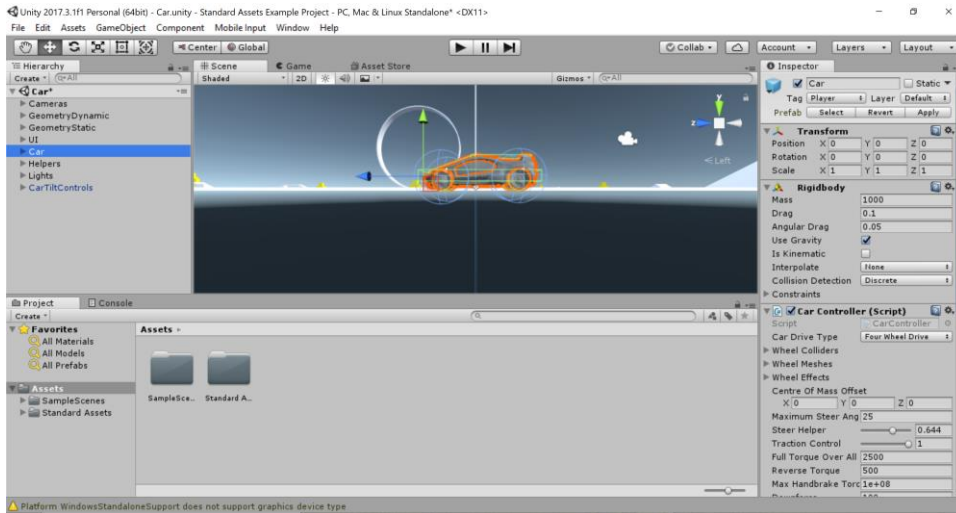 Unity 2017.3.1f1 Personal (64bit) - Car.unity - Standard Assets Example Project - PC, Mac & Linux Standalone* <DX11>
File Edit Assets GameObject Component Mobile Input Window Help
Center Global Collab Account Layers Layout
Hierarchy
Create All
Car*
Cameras
GeometryDynamic
GeometryStatic
UI
Car
Helpers
Lights
CarTiltControls
Scene Game Asset Store
Shaded 2D Gizmos All
y
z
Left
Inspector
Car Static
Tag Player Layer Default
Prefab Select Revert Apply
Transform
Position X 0 Y 0 Z 0
Rotation X 0 Y 0 Z 0
Scale X 1 Y 1 Z 1
Rigidbody
Mass 1000
Drag 0.1
Angular Drag 0.05
Use Gravity
Is Kinematic
Interpolate None
Collision Detection Discrete
Constraints
Car Controller (Script)
Script CarController
Car Drive Type Four Wheel Drive
Wheel Colliders
Wheel Meshes
Wheel Effects
Centre Of Mass Offset
X 0 Y 0 Z 0
Maximum Steer Ang 25
Steer Helper 0.644
Traction Control 1
Full Torque Over All 2500
Reverse Torque 500
Max Handbrake Torc 1e+08
Project Console
Create
Favorites
All Materials
All Models
All Prefabs
Assets
SampleScenes
Standard Assets
Assets
SampleSce... Standard A...
Platform WindowsStandaloneSupport does not support graphics device type